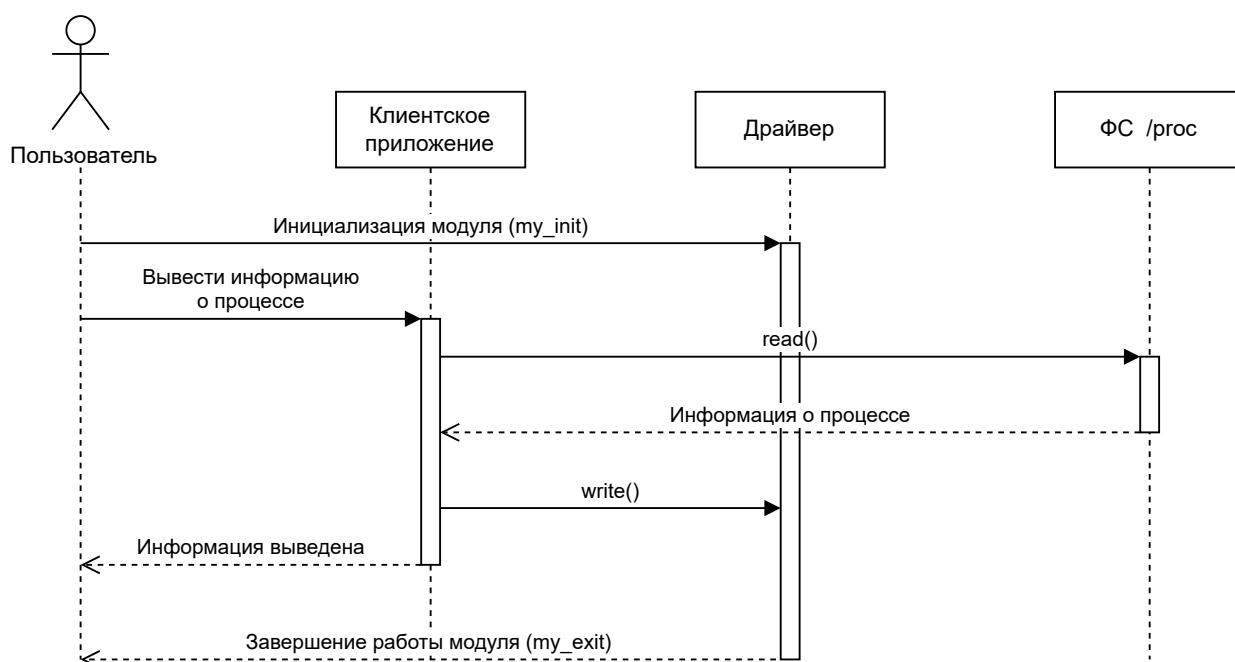 Пользователь
Клиентское
приложение
Драйвер
ФС /proc
Инициализация модуля (my_init)
Вывести информацию
о процессе
read()
Информация о процессе
write()
Информация выведена
Завершение работы модуля (my_exit)